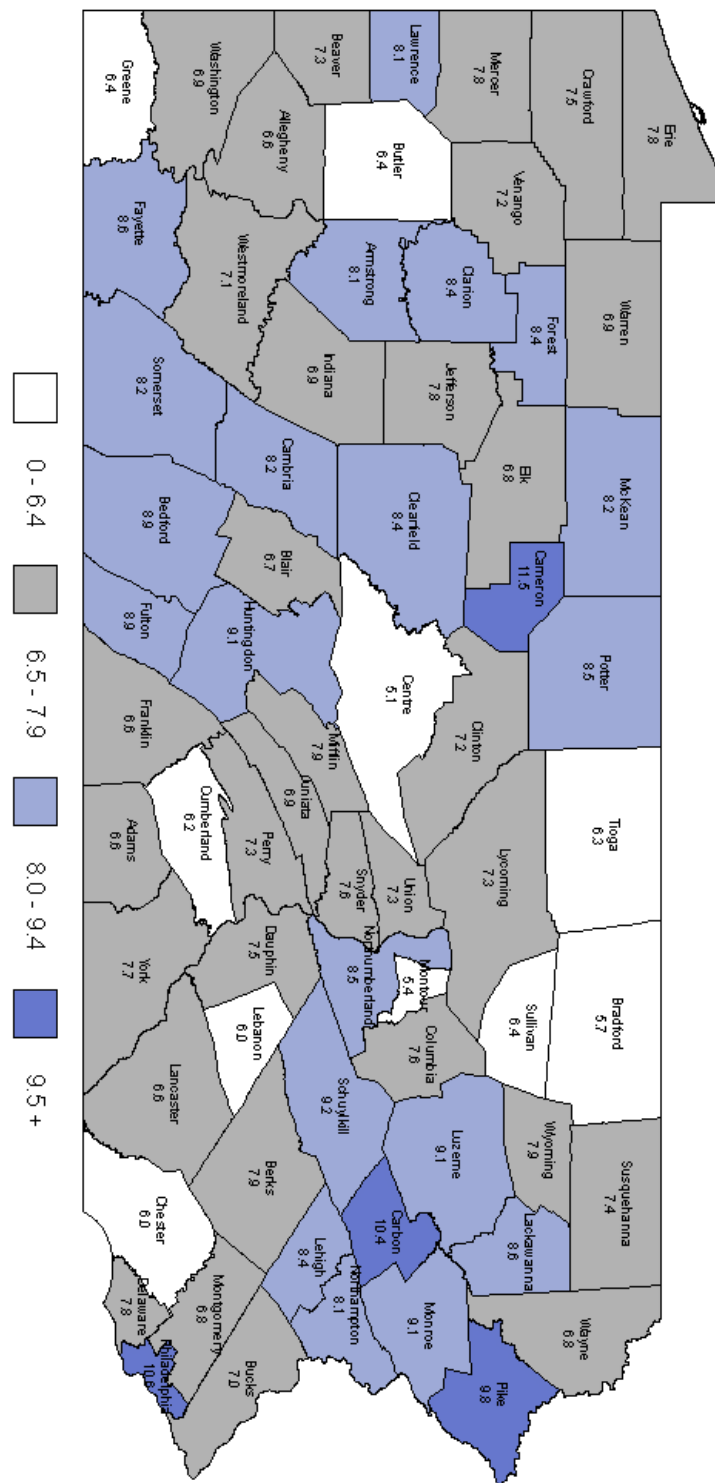 Erie
7.8
Crawford
7.5
Warren
6.9
McKean
8.2
Potter
8.5
Tioga
6.3
Bradford
5.7
Susquehanna
7.4
Wayne
6.8
Mercer
7.8
Venango
7.2
Forest
8.4
Elk
6.8
Cameron
11.5
Clinton
7.2
Lycoming
7.3
Sullivan
6.4
Wyoming
7.9
Lackawanna
8.6
Pike
9.8
Lawrence
8.1
Butler
6.4
Clarion
8.4
Jefferson
7.8
Clearfield
8.4
Centre
5.1
Union
7.3
Montour
5.4
Columbia
7.6
Luzerne
9.1
Monroe
9.1
Beaver
7.3
Armstrong
8.1
Indiana
6.9
Snyder
7.6
Northumberland
8.5
Schuylkill
9.2
Carbon
10.4
Northampton
8.1
Allegheny
6.6
Cambria
8.2
Blair
6.7
Huntingdon
9.1
Mifflin
7.9
Juniata
6.9
Perry
7.3
Dauphin
7.5
Lebanon
6.0
Berks
7.9
Lehigh
8.4
Bucks
7.0
Washington
6.9
Westmoreland
7.1
Somerset
8.2
Bedford
8.9
Fulton
8.9
Franklin
6.6
Cumberland
6.2
Adams
6.6
York
7.7
Lancaster
6.6
Chester
6.0
Montgomery
6.8
Delaware
7.8
Philadelphia
10.6
Greene
6.4
Fayette
8.6
0 - 6.4
6.5 - 7.9
8.0 - 9.4
9.5 +